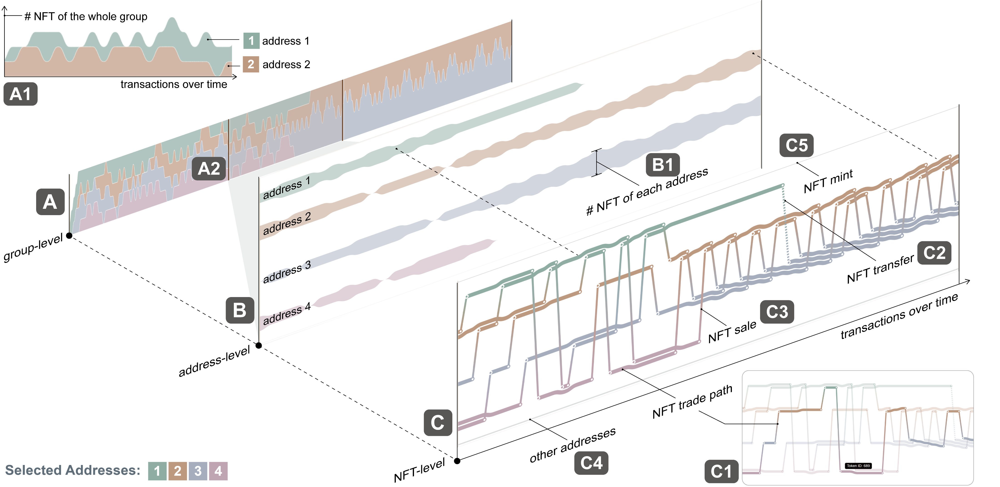 # NFT of the whole group
1 address 1
2 address 2
transactions over time
A1
A2
A
group-level
address 1
address 2
address 3
address 4
B1
# NFT of each address
B
address-level
C5
NFT mint
C2
NFT transfer
C3
NFT sale
transactions over time
NFT trade path
C
other addresses
C4
NFT-level
C1
Token ID: 689
Selected Addresses: 1 2 3 4